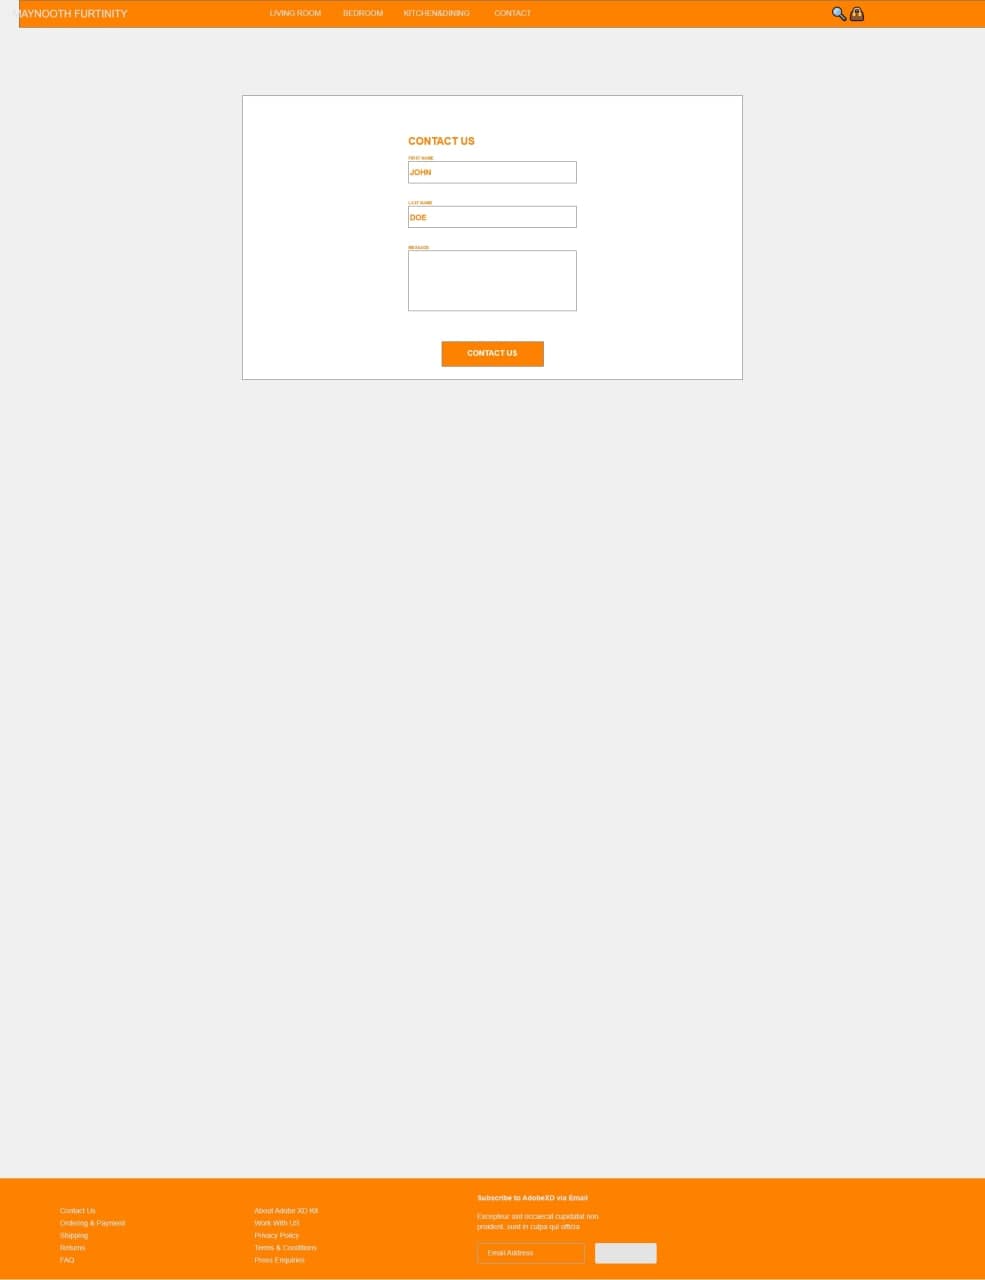 MAYNOOTH FURTINITY
LIVING ROOM BEDROOM KITCHEN&DINING CONTACT
CONTACT US
FIRST NAME
JOHN
LAST NAME
DOE
MESSAGE
CONTACT US
Contact Us
Ordering & Payment
Shipping
Returns
FAQ
About Adobe XD Kit
Work With US
Privacy Policy
Terms & Conditions
Press Enquiries
Subscribe to AdobeXD via Email
Excepteur sint occaecat cupidatat non
proident, sunt in culpa qui officia
Email Address